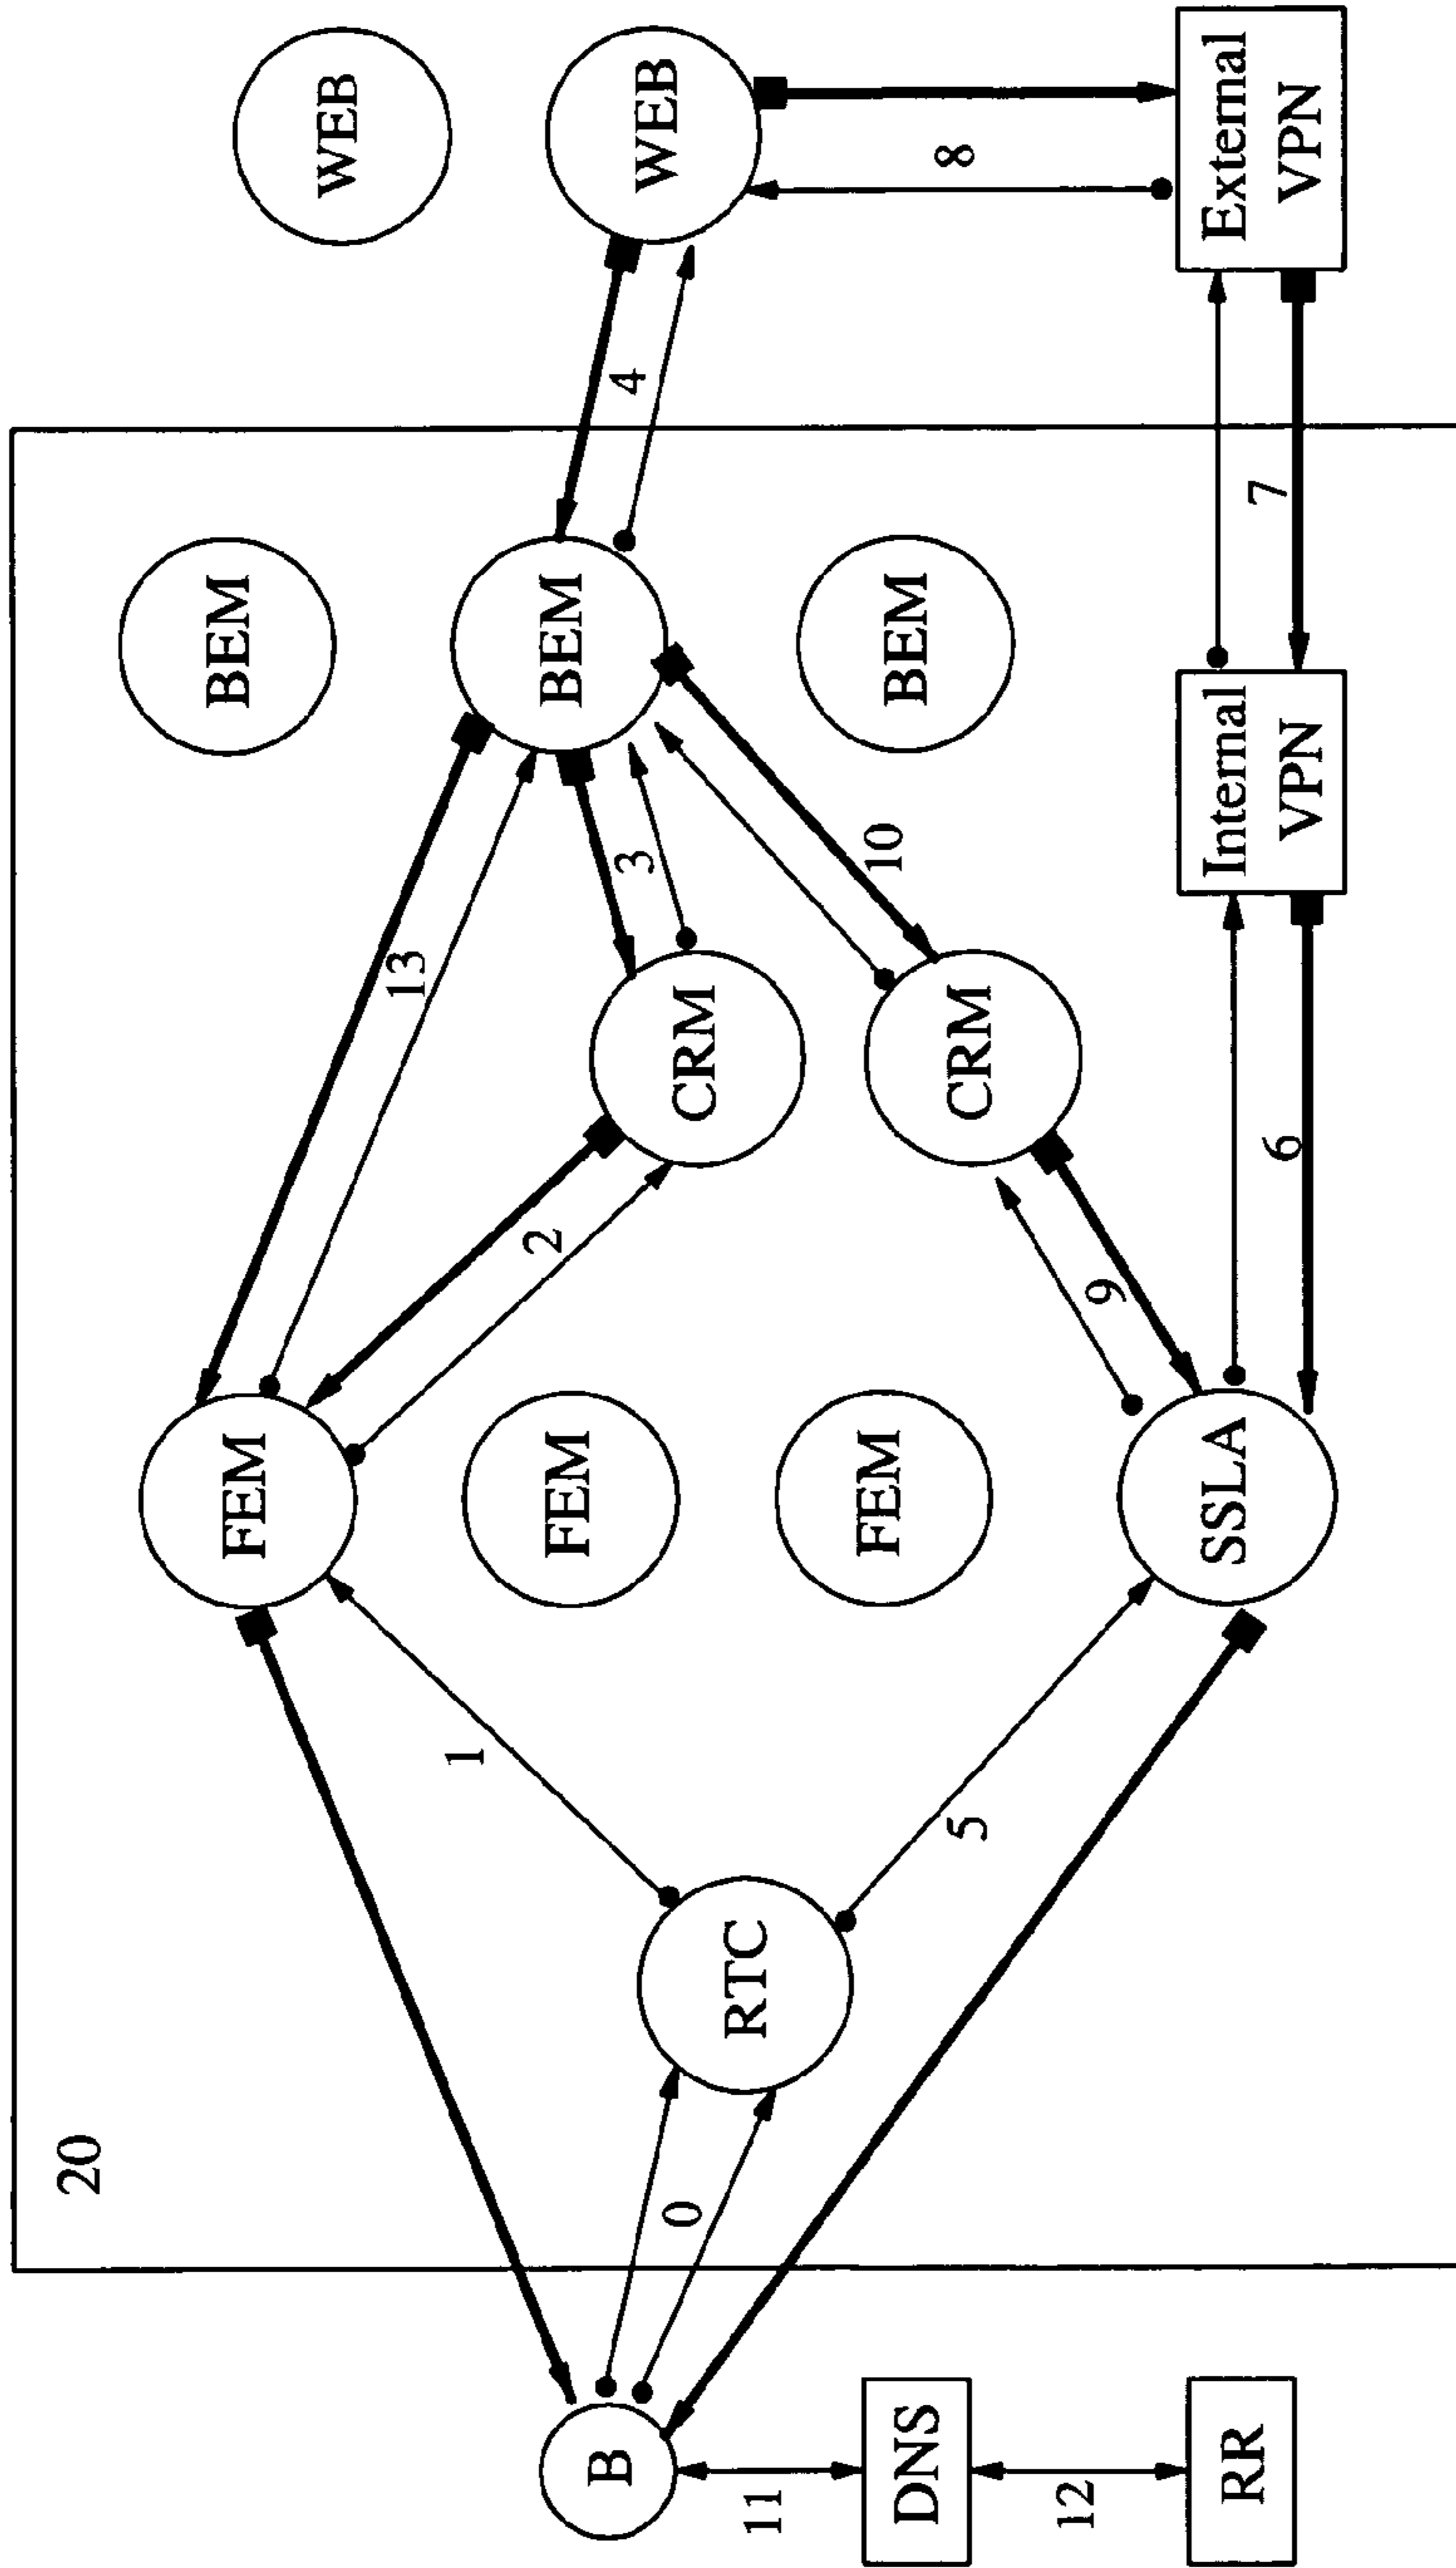 20
FEM
BEM
WEB
13
1
2
FEM
BEM
4
3
B
WEB
0
CRM
RTC
11
10
FEM
BEM
DNS
8
5
CRM
12
9
RR
SSLA
Internal
VPN
External
VPN
7
6